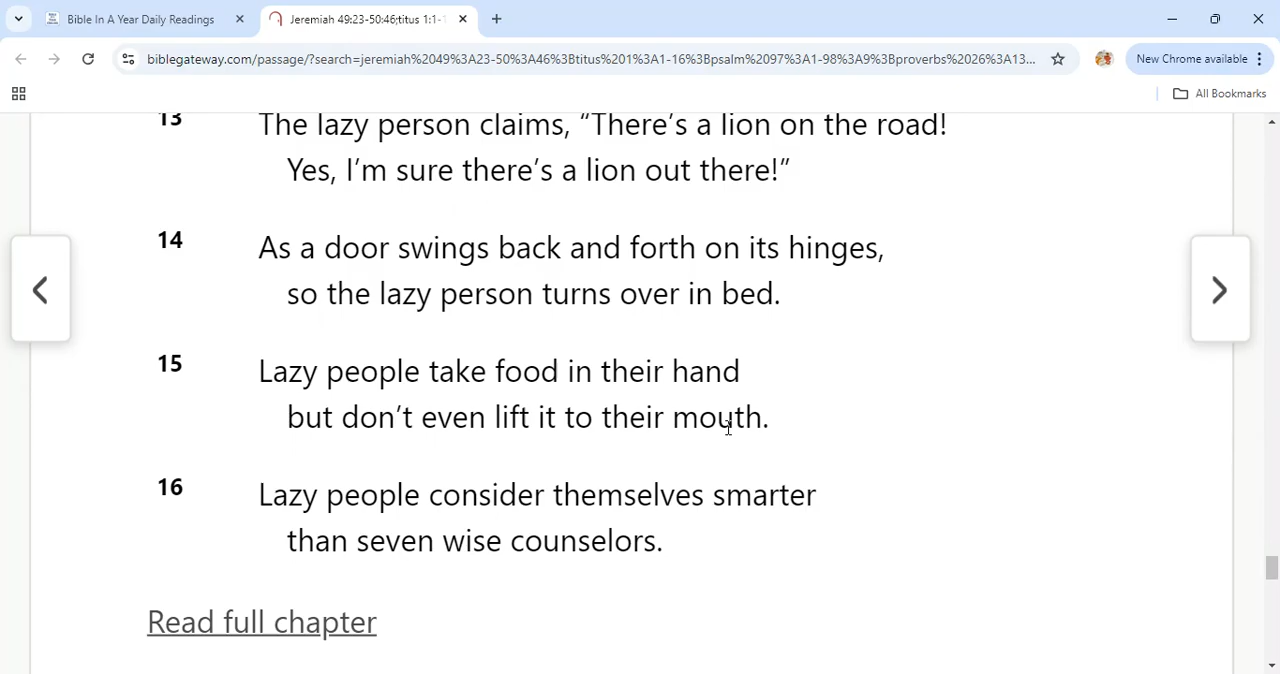 Bible In A Year Daily Readings
Jeremiah 49:23-50:46;titus 1:1-1
biblegateway.com/passage/?search=jeremiah%2049%3A23-50%3A46%3Btitus%201%3A1-16%3Bpsalm%2097%3A1-98%3A9%3Bproverbs%2026%3A13...
New Chrome available
All Bookmarks
13 The lazy person claims, “There’s a lion on the road!
Yes, I’m sure there’s a lion out there!”
14 As a door swings back and forth on its hinges,
so the lazy person turns over in bed.
15 Lazy people take food in their hand
but don’t even lift it to their mouth.
16 Lazy people consider themselves smarter
than seven wise counselors.
Read full chapter